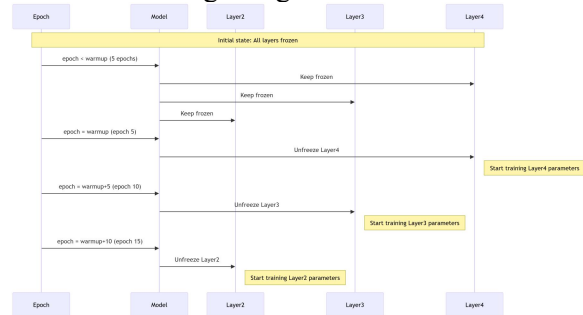 Epoch Model Layer2 Layer3 Layer4
Initial state: All layers frozen
epoch < warmup (5 epochs)
Keep frozen
Keep frozen
Keep frozen
epoch = warmup (epoch 5)
Unfreeze Layer4
Start training Layer4 parameters
epoch = warmup+5 (epoch 10)
Unfreeze Layer3
Start training Layer3 parameters
epoch = warmup+10 (epoch 15)
Unfreeze Layer2
Start training Layer2 parameters
Epoch Model Layer2 Layer3 Layer4